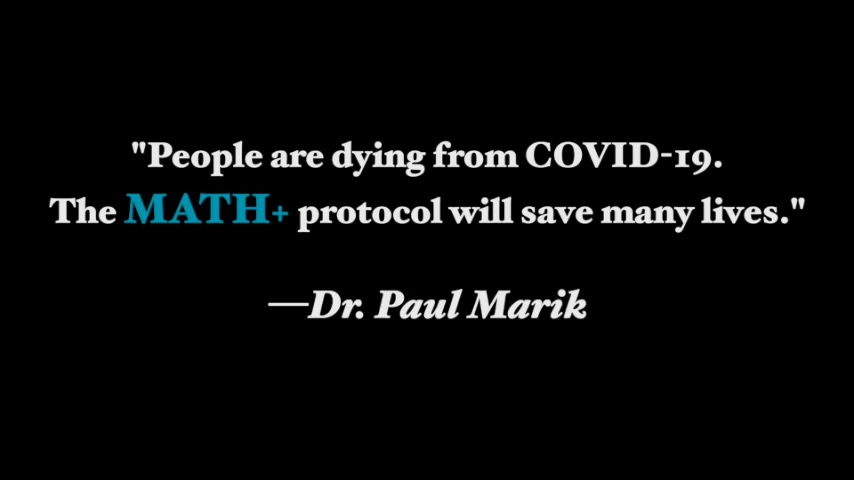 "People are dying from COVID-19.
The MATH+ protocol will save many lives."
—Dr. Paul Marik